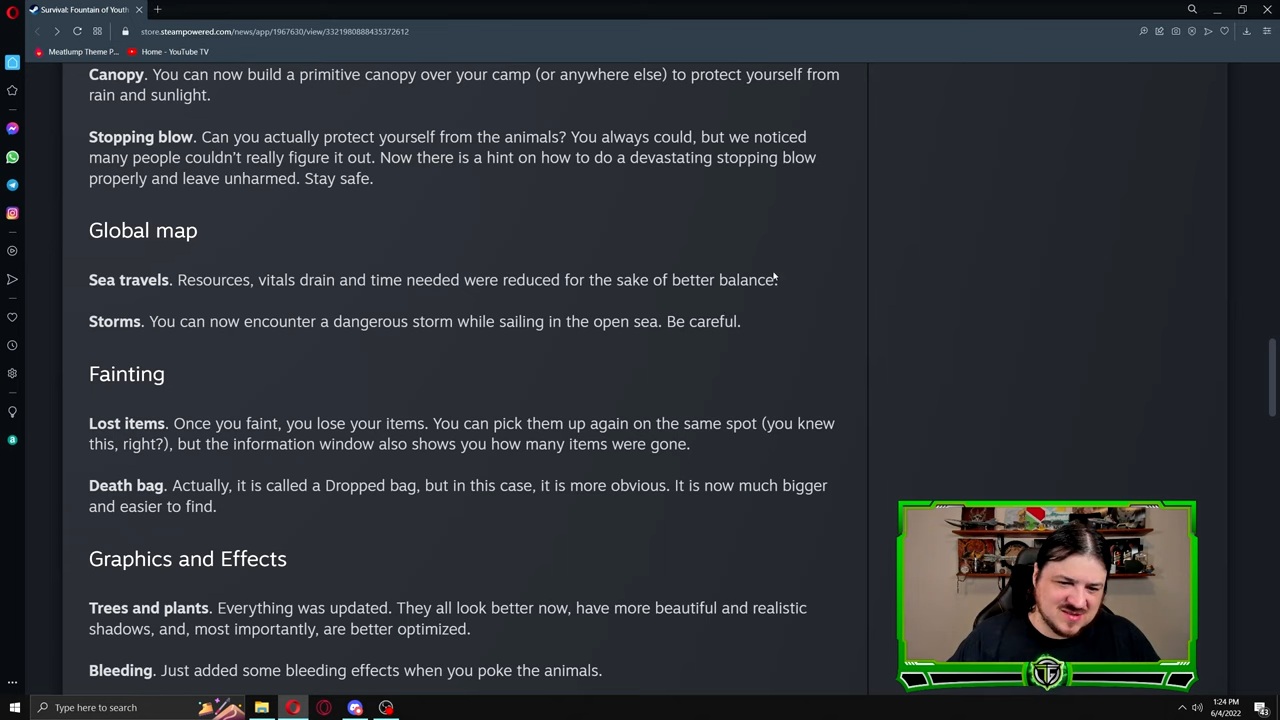 Survival: Fountain of Youth
store.steampowered.com/news/app/1967630/view/3321980888435372612
Meatlump Theme P...
Home - YouTube TV
Canopy. You can now build a primitive canopy over your camp (or anywhere else) to protect yourself from
rain and sunlight.
Stopping blow. Can you actually protect yourself from the animals? You always could, but we noticed
many people couldn't really figure it out. Now there is a hint on how to do a devastating stopping blow
properly and leave unharmed. Stay safe.
Global map
Sea travels. Resources, vitals drain and time needed were reduced for the sake of better balance.
Storms. You can now encounter a dangerous storm while sailing in the open sea. Be careful.
Fainting
Lost items. Once you faint, you lose your items. You can pick them up again on the same spot (you knew
this, right?), but the information window also shows you how many items were gone.
Death bag. Actually, it is called a Dropped bag, but in this case, it is more obvious. It is now much bigger
and easier to find.
Graphics and Effects
Trees and plants. Everything was updated. They all look better now, have more beautiful and realistic
shadows, and, most importantly, are better optimized.
Bleeding. Just added some bleeding effects when you poke the animals.
Type here to search
1:24 PM
6/4/2022
43